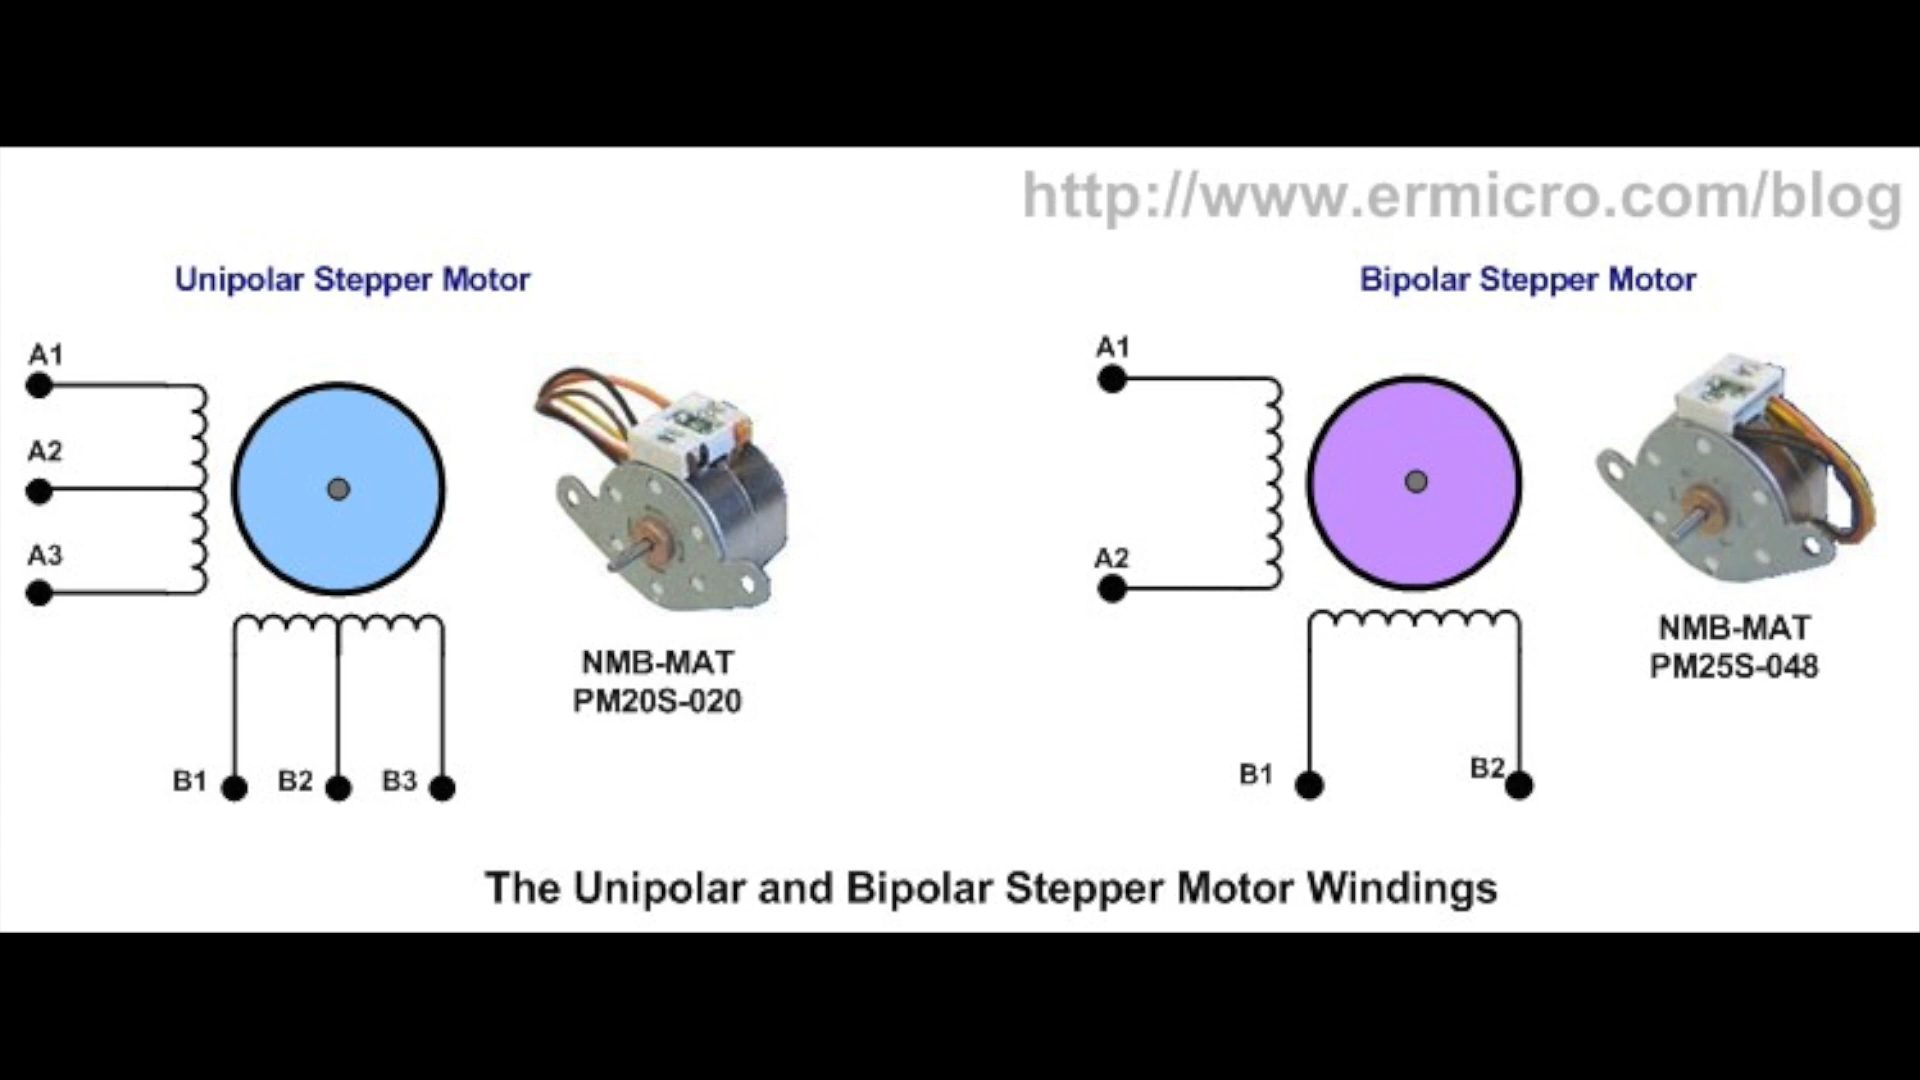 http://www.ermicro.com/blog
Unipolar Stepper Motor
Bipolar Stepper Motor
A1
A2
A3
B1 B2 B3
NMB-MAT
PM20S-020
A1
A2
B1 B2
NMB-MAT
PM25S-048
The Unipolar and Bipolar Stepper Motor Windings